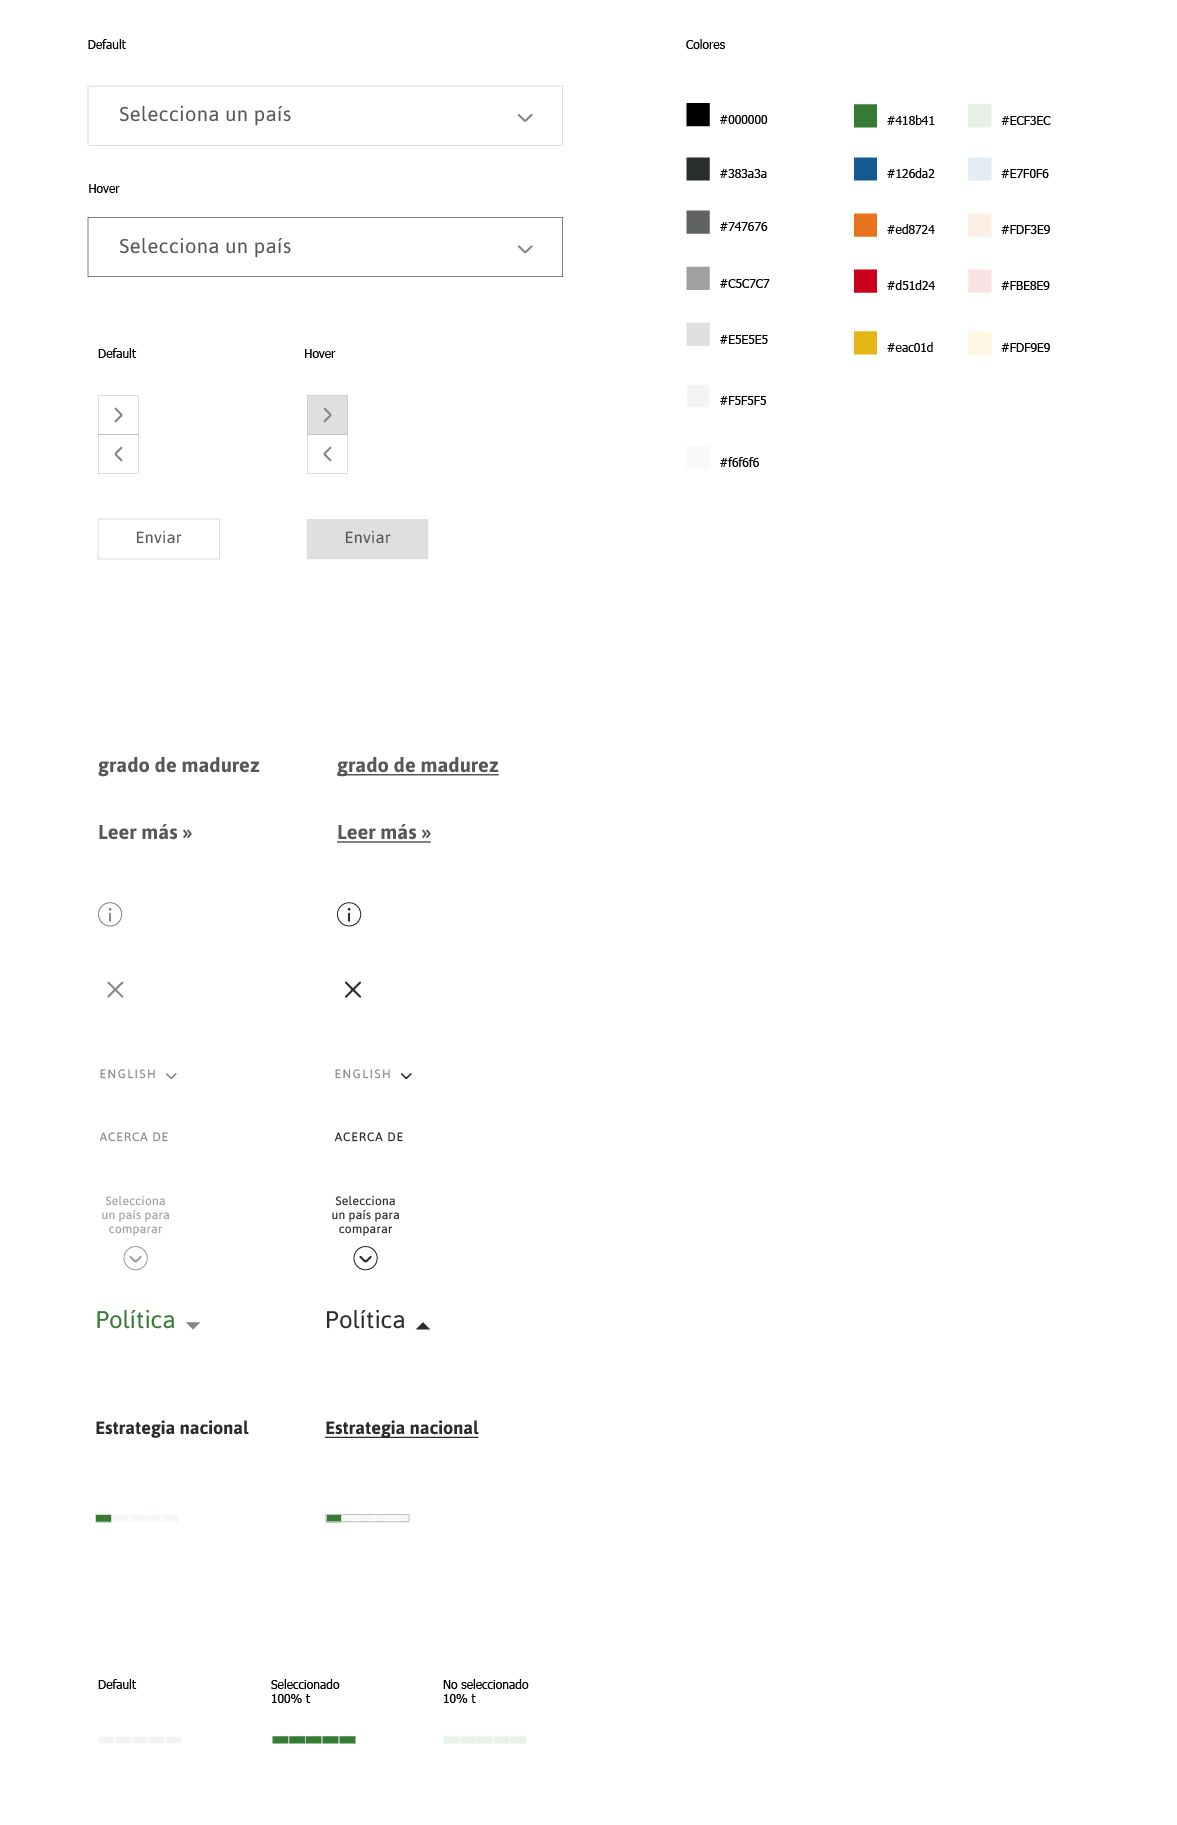 Default
Selecciona un país
Hover
Selecciona un país
Default
Hover
Enviar
Enviar
Colores
#000000
#418b41
#ECF3EC
#383a3a
#126da2
#E7F0F6
#747676
#ed8724
#FDF3E9
#C5C7C7
#d51d24
#FBE8E9
#E5E5E5
#eac01d
#FDF9E9
#F5F5F5
#f6f6f6
grado de madurez
grado de madurez
Leer más »
Leer más »
i
i
ENGLISH
ENGLISH
ACERCA DE
ACERCA DE
Selecciona
un país para
comparar
Selecciona
un país para
comparar
Política
Política
Estrategia nacional
Estrategia nacional
Default
Seleccionado
100% t
No seleccionado
10% t